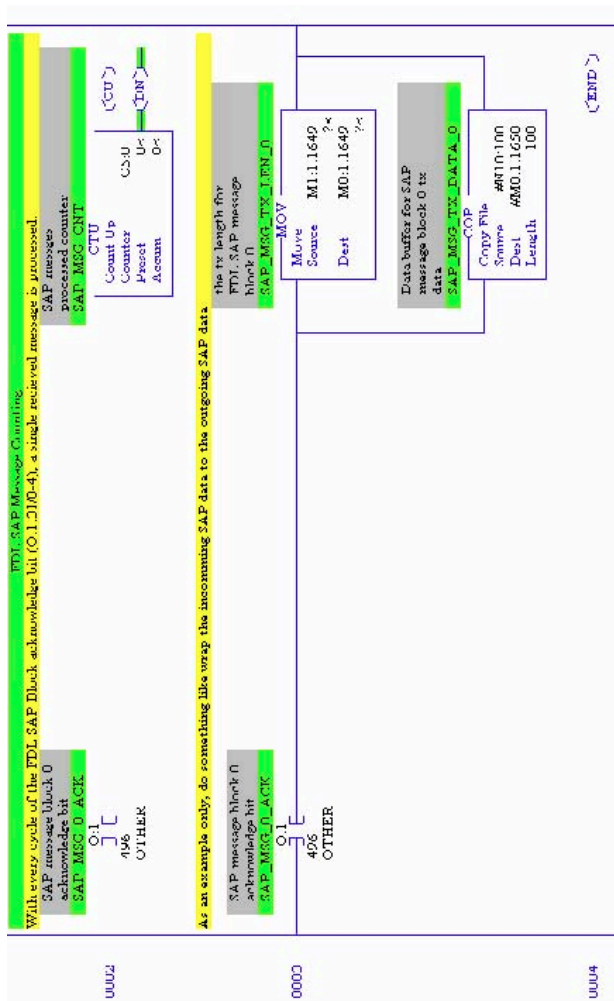 FDL SAP Message Counting
With every cycle of the FDL SAP Block acknowledge bit (O:1.31/0-4), a single recieved message is processed.
SAP message block 0
acknowledge bit
SAP_MSG_0_ACK
O:1
496
OTHER
SAP messges
processed counter
SAP_MSG_CNT
CTU
Count Up
Counter C5:0
Preset 0<
Accum 0<
CU
DN
0002
As an example only, do something like wrap the incomming SAP data to the outgoing SAP data
SAP message block 0
acknowledge bit
SAP_MSG_0_ACK
O:1
496
OTHER
the tx length for
FDL SAP message
block 0
SAP_MSG_TX_LEN_0
MOV
Move
Source M1:1.1649
?<
Dest M0:1.1649
?<
0003
Data buffer for SAP
message block 0 tx
data
SAP_MSG_TX_DATA_0
COP
Copy File
Source #N10:100
Dest #M0:1.1650
Length 100
0004
END